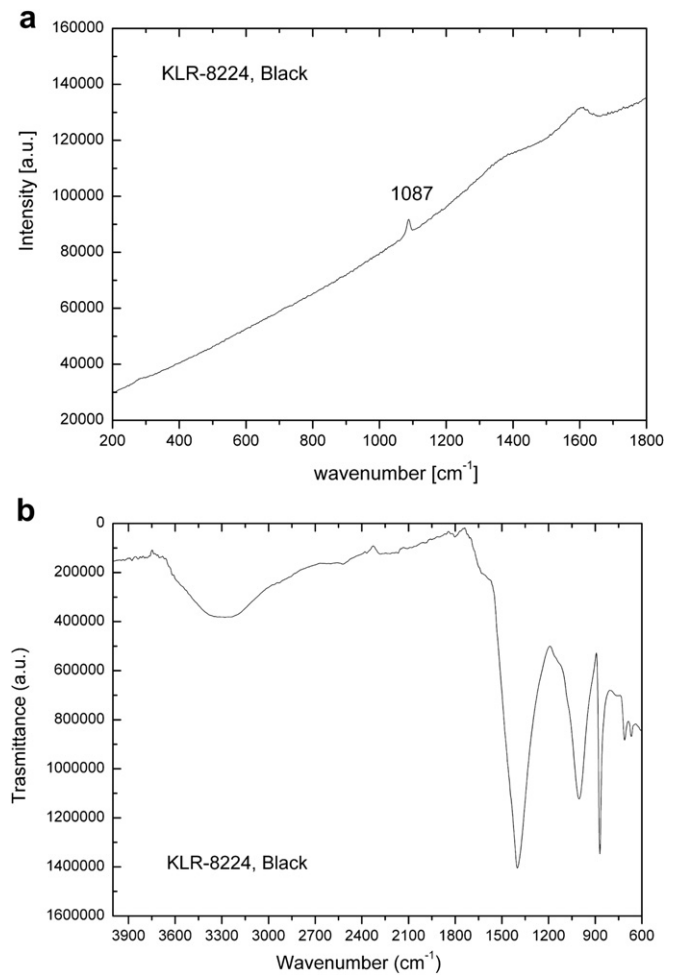 a
160000
140000
120000
100000
80000
60000
40000
20000
Intensity [a.u.]
KLR-8224, Black
1087
200 400 600 800 1000 1200 1400 1600 1800
wavenumber [cm-1]
b
0
200000
400000
600000
800000
1000000
1200000
1400000
1600000
Trasmittance (a.u.)
KLR-8224, Black
3900 3600 3300 3000 2700 2400 2100 1800 1500 1200 900 600
Wavenumber (cm-1)